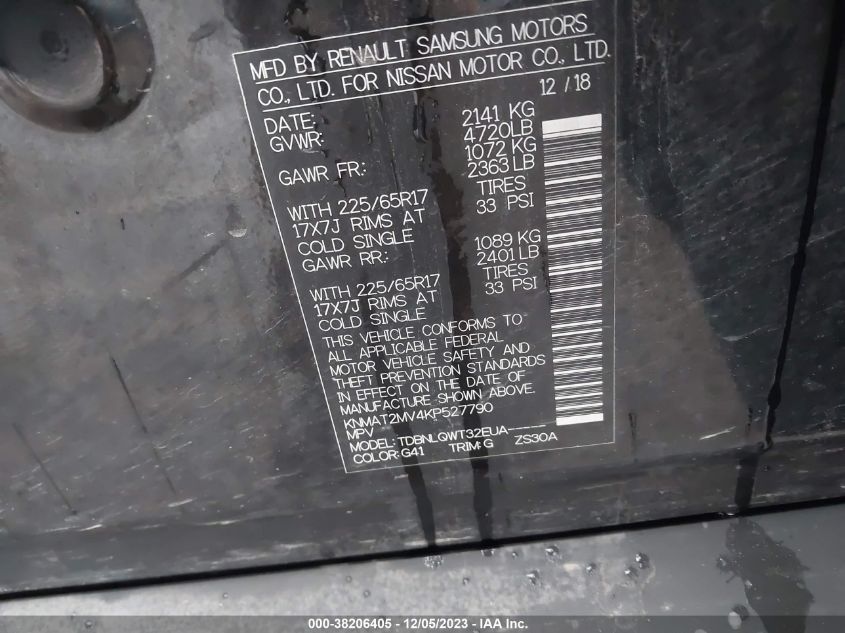 MFD BY RENAULT SAMSUNG MOTORS
CO., LTD. FOR NISSAN MOTOR CO., LTD.
DATE: 12 / 18
GVWR: 2141 KG
4720LB
GAWR FR: 1072 KG
2363 LB
WITH 225/65R17 TIRES
17X7J RIMS AT 33 PSI
COLD SINGLE
GAWR RR: 1089 KG
2401 LB
WITH 225/65R17 TIRES
17X7J RIMS AT 33 PSI
COLD SINGLE
THIS VEHICLE CONFORMS TO
ALL APPLICABLE FEDERAL
MOTOR VEHICLE SAFETY AND
THEFT PREVENTION STANDARDS
IN EFFECT ON THE DATE OF
MANUFACTURE SHOWN ABOVE.
KNMAT2MV4KP527790
MPV
MODEL: TDBNLQWT32EUA-----
COLOR: G41 TRIM: G ZS30A
000-38206405 - 12/05/2023 - IAA Inc.